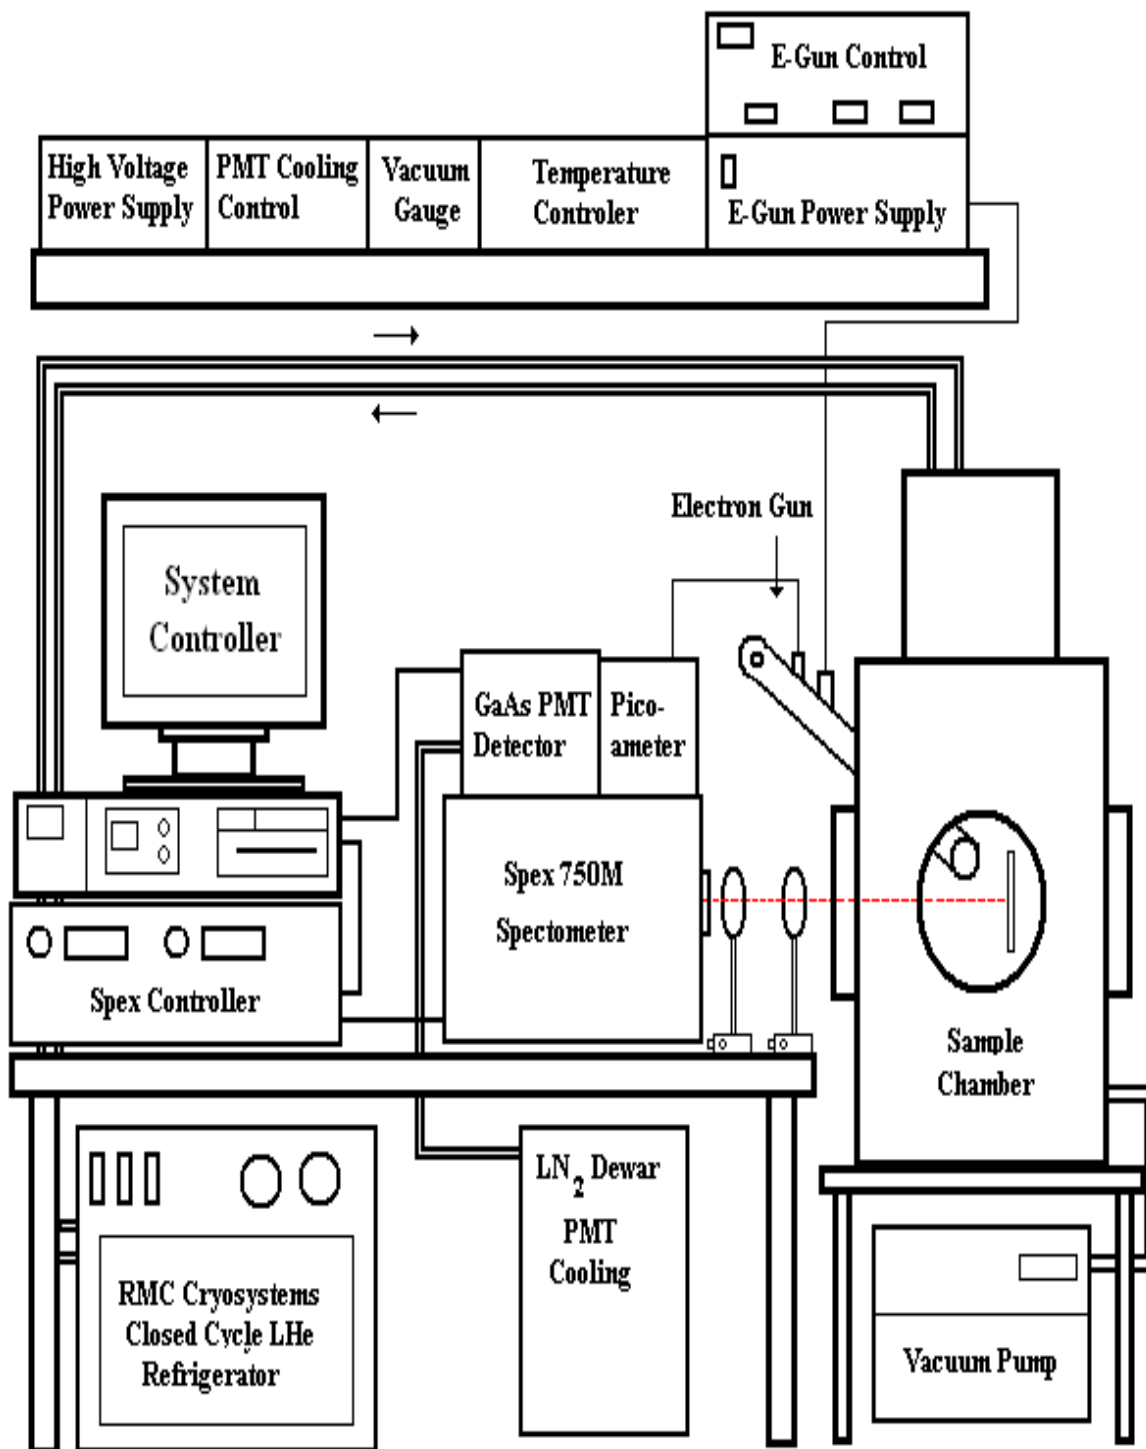 E-Gun Control
High Voltage
Power Supply
PMT Cooling
Control
Vacuum
Gauge
Temperature
Controler
E-Gun Power Supply
Electron Gun
System
Controller
GaAs PMT
Detector
Pico-
ameter
Spex 750M
Spectometer
Spex Controller
Sample
Chamber
LN2 Dewar
PMT
Cooling
RMC Cryosystems
Closed Cycle LHe
Refrigerator
Vacuum Pump